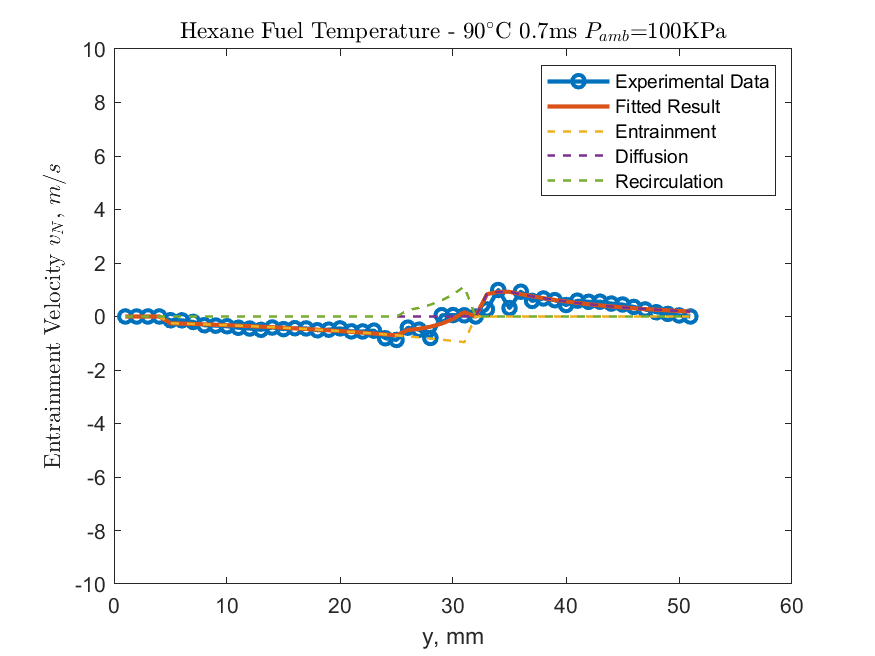 Hexane Fuel Temperature - 90°C 0.7ms P_amb=100KPa
10
8
6
4
2
0
-2
-4
-6
-8
-10
Entrainment Velocity v_N, m/s
Experimental Data
Fitted Result
Entrainment
Diffusion
Recirculation
0 10 20 30 40 50 60
y, mm